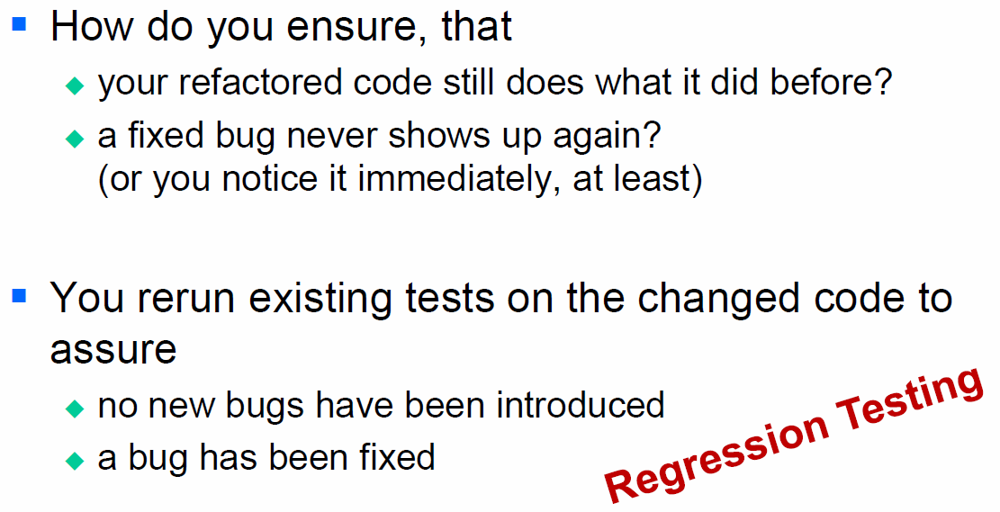 How do you ensure, that
your refactored code still does what it did before?
a fixed bug never shows up again?
(or you notice it immediately, at least)
You rerun existing tests on the changed code to
assure
no new bugs have been introduced
a bug has been fixed
Regression Testing